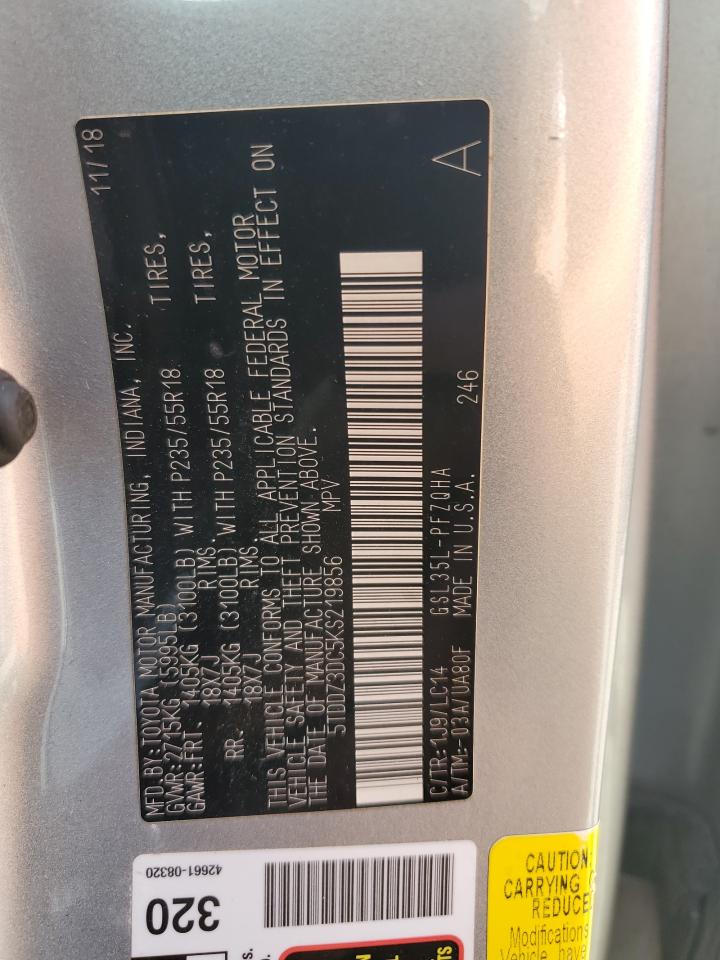 MFD.BY:TOYOTA MOTOR MANUFACTURING, INDIANA, INC. 11/18
GVWR:2715KG (5995LB)
GAWR:FRT. 1405KG (3100LB) WITH P235/55R18 TIRES,
18X7J RIMS
RR. 1405KG (3100LB) WITH P235/55R18 TIRES,
18X7J RIMS
THIS VEHICLE CONFORMS TO ALL APPLICABLE FEDERAL MOTOR
VEHICLE SAFETY AND THEFT PREVENTION STANDARDS IN EFFECT ON
THE DATE OF MANUFACTURE SHOWN ABOVE.
5TDDZ3DC5KS219856 MPV
C/TR:1J9/LC14 GSL35L-PFZQHA
A/TM:-03A/UA80F MADE IN U.S.A. 246 A
42661-08320
320
CAUTION:
CARRYING
REDUCE
Modifications
Vehicle have